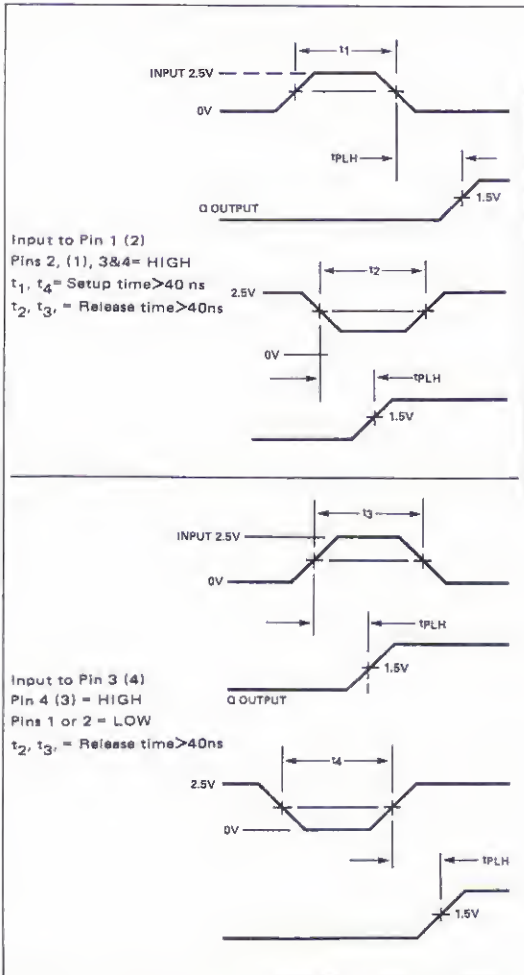 t1
INPUT 2.5V
0V
tPLH
1.5V
Q OUTPUT
Input to Pin 1 (2)
Pins 2, (1), 3&4= HIGH
t1, t4= Setup time>40 ns
t2, t3, = Release time>40ns
t2
2.5V
0V
tPLH
1.5V
t3
INPUT 2.5V
0V
tPLH
1.5V
Q OUTPUT
Input to Pin 3 (4)
Pin 4 (3) = HIGH
Pins 1 or 2 = LOW
t2, t3, = Release time>40ns
t4
2.5V
0V
tPLH
1.5V